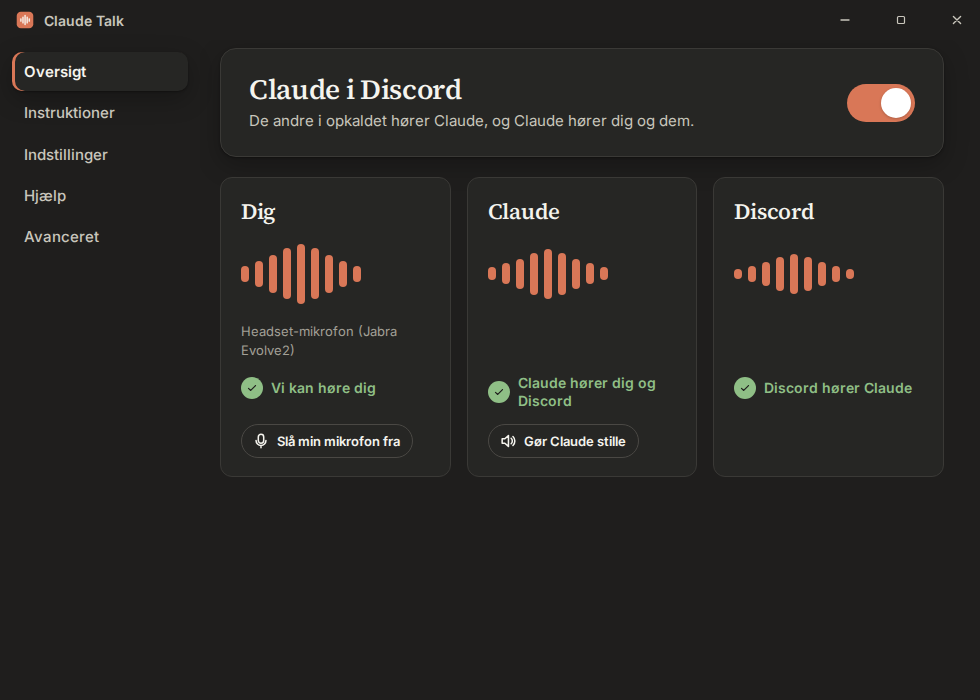 Claude Talk
Oversigt
Instruktioner
Indstillinger
Hjælp
Avanceret
Claude i Discord
De andre i opkaldet hører Claude, og Claude hører dig og dem.
Dig
Headset-mikrofon (Jabra
Evolve2)
Vi kan høre dig
Slå min mikrofon fra
Claude
Claude hører dig og
Discord
Gør Claude stille
Discord
Discord hører Claude